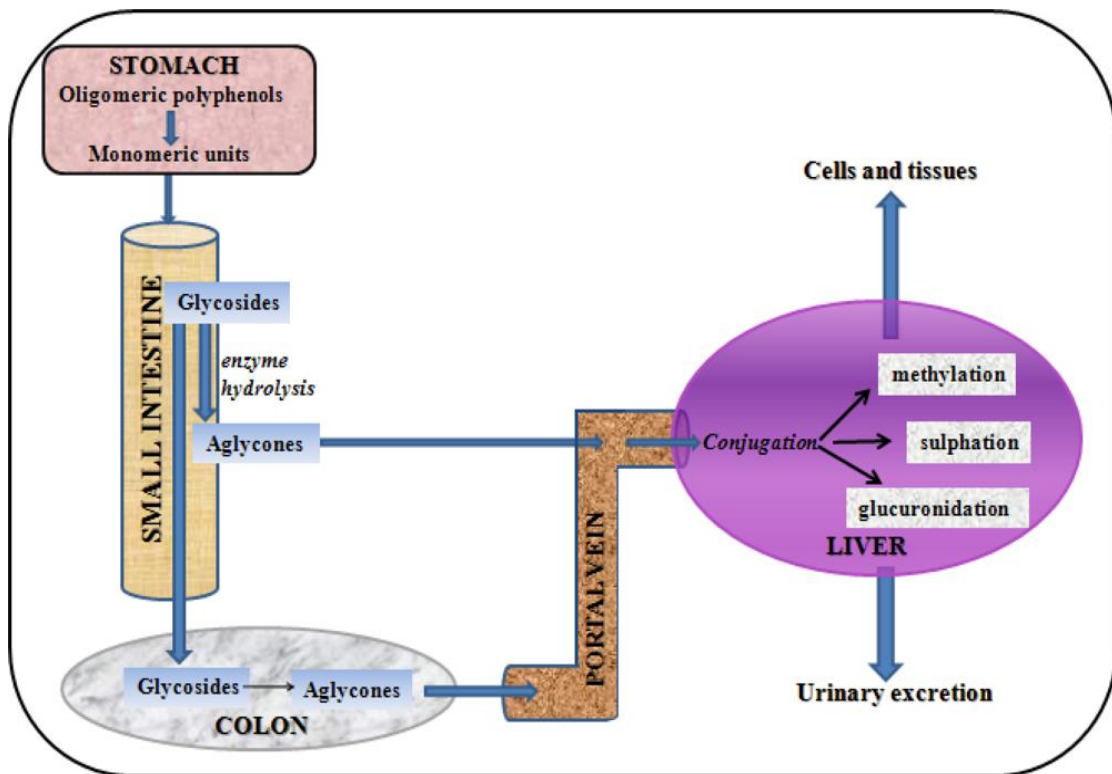 STOMACH
Oligomeric polyphenols
Monomeric units
SMALL INTESTINE
Glycosides
enzyme
hydrolysis
Aglycones
Glycosides
Aglycones
COLON
PORTALVEIN
Cells and tissues
Conjugation
methylation
sulphation
glucuronidation
LIVER
Urinary excretion